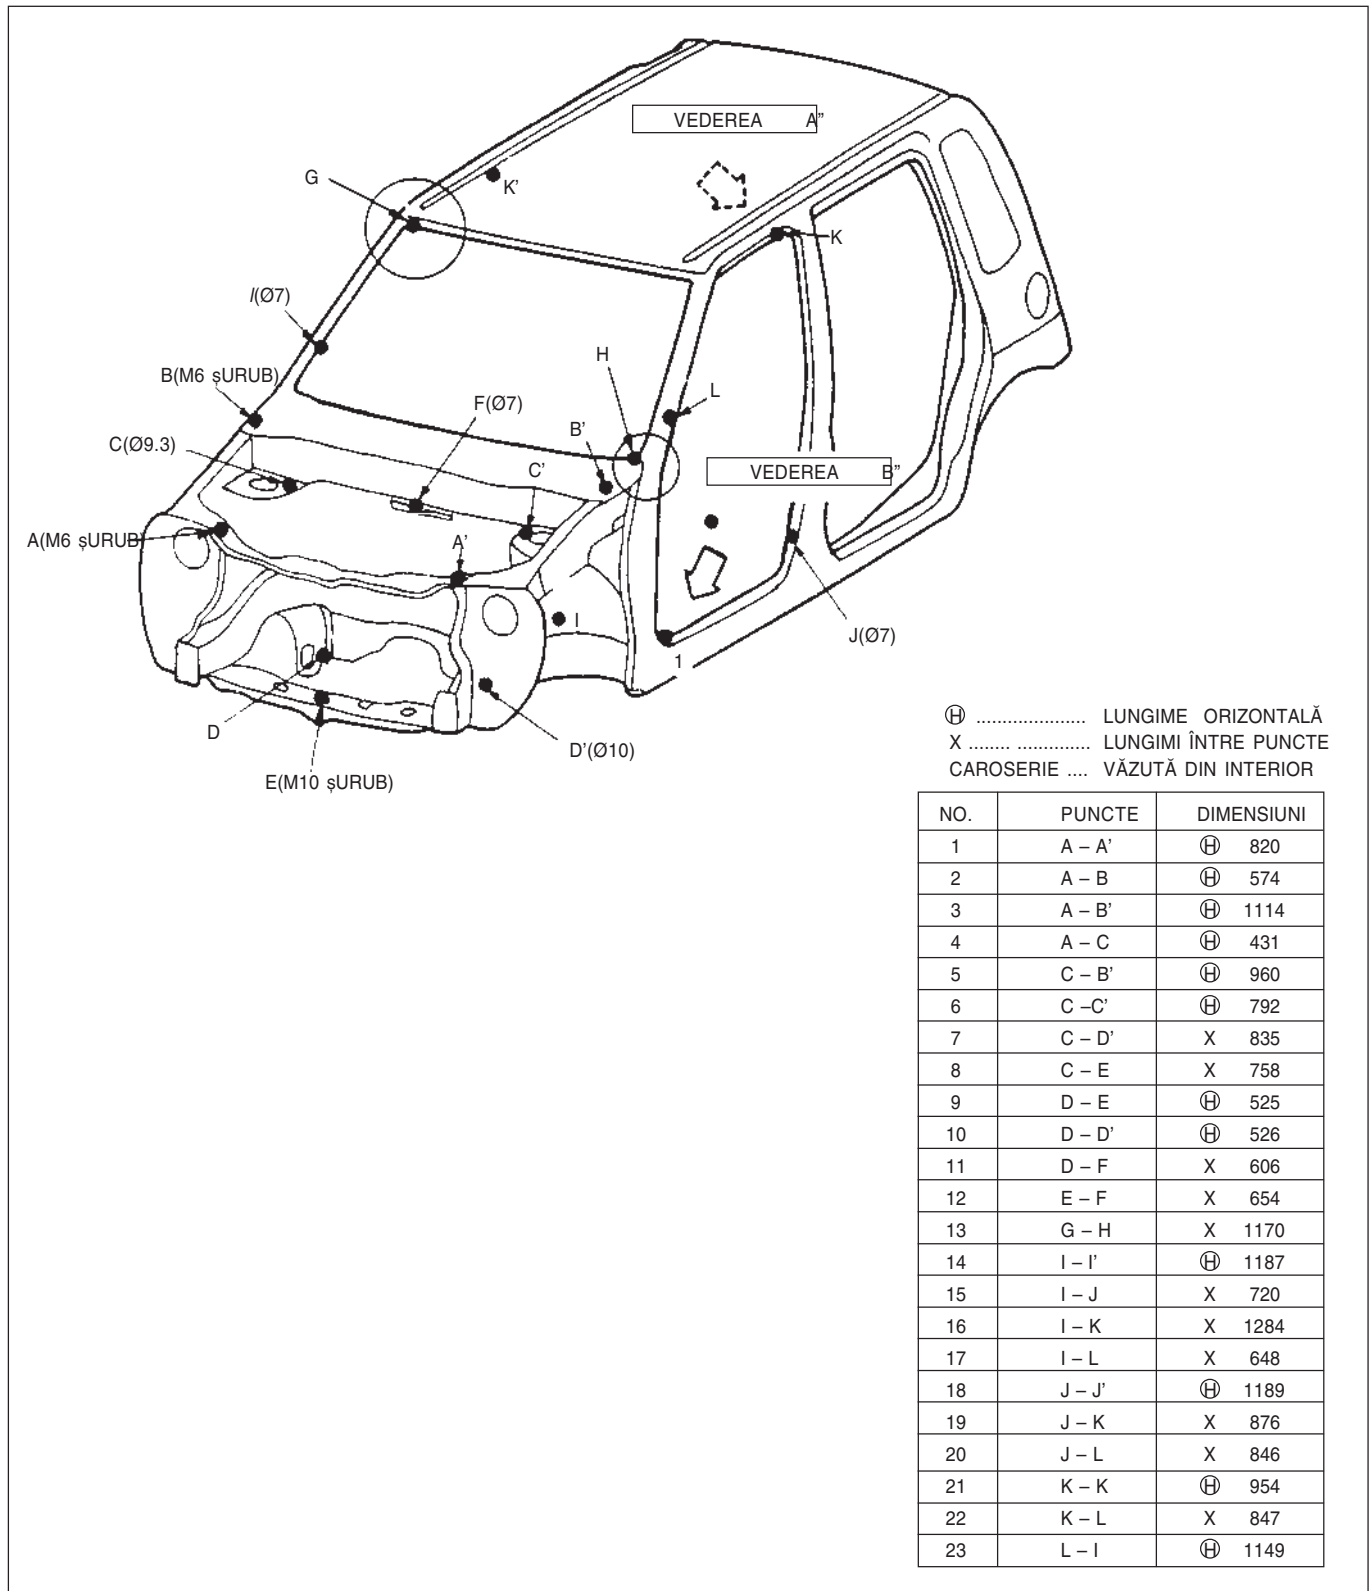 VEDEREA A”
G
K’
K
I(Ø7)
H
B(M6 șURUB)
L
F(Ø7)
B’
C(Ø9.3)
C’
VEDEREA B”
A(M6 șURUB)
A’
I
J(Ø7)
1
D
D’(Ø10)
E(M10 șURUB)
Ⓗ ..................... LUNGIME ORIZONTALĂ
X ........ .............. LUNGIMI ÎNTRE PUNCTE
CAROSERIE .... VĂZUTĂ DIN INTERIOR
NO. PUNCTE DIMENSIUNI
1 A – A’ Ⓗ 820
2 A – B Ⓗ 574
3 A – B’ Ⓗ 1114
4 A – C Ⓗ 431
5 C – B’ Ⓗ 960
6 C –C’ Ⓗ 792
7 C – D’ X 835
8 C – E X 758
9 D – E Ⓗ 525
10 D – D’ Ⓗ 526
11 D – F X 606
12 E – F X 654
13 G – H X 1170
14 I – I’ Ⓗ 1187
15 I – J X 720
16 I – K X 1284
17 I – L X 648
18 J – J’ Ⓗ 1189
19 J – K X 876
20 J – L X 846
21 K – K Ⓗ 954
22 K – L X 847
23 L – I Ⓗ 1149